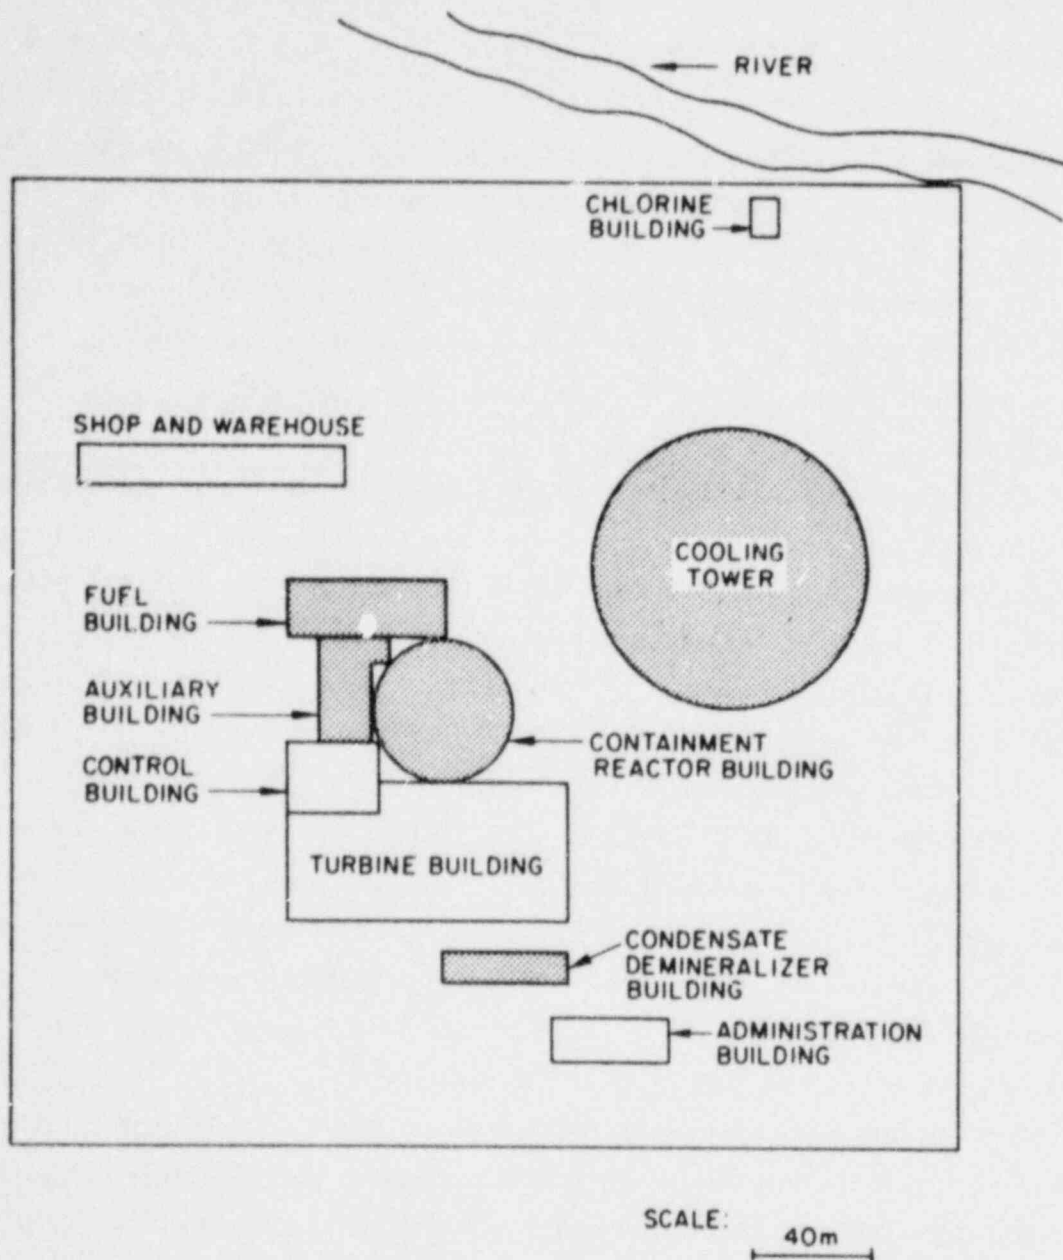 RIVER
CHLORINE
BUILDING
SHOP AND WAREHOUSE
COOLING
TOWER
FUFL
BUILDING
AUXILIARY
BUILDING
CONTROL
BUILDING
CONTAINMENT
REACTOR BUILDING
TURBINE BUILDING
CONDENSATE
DEMINERALIZER
BUILDING
ADMINISTRATION
BUILDING
SCALE:
40m